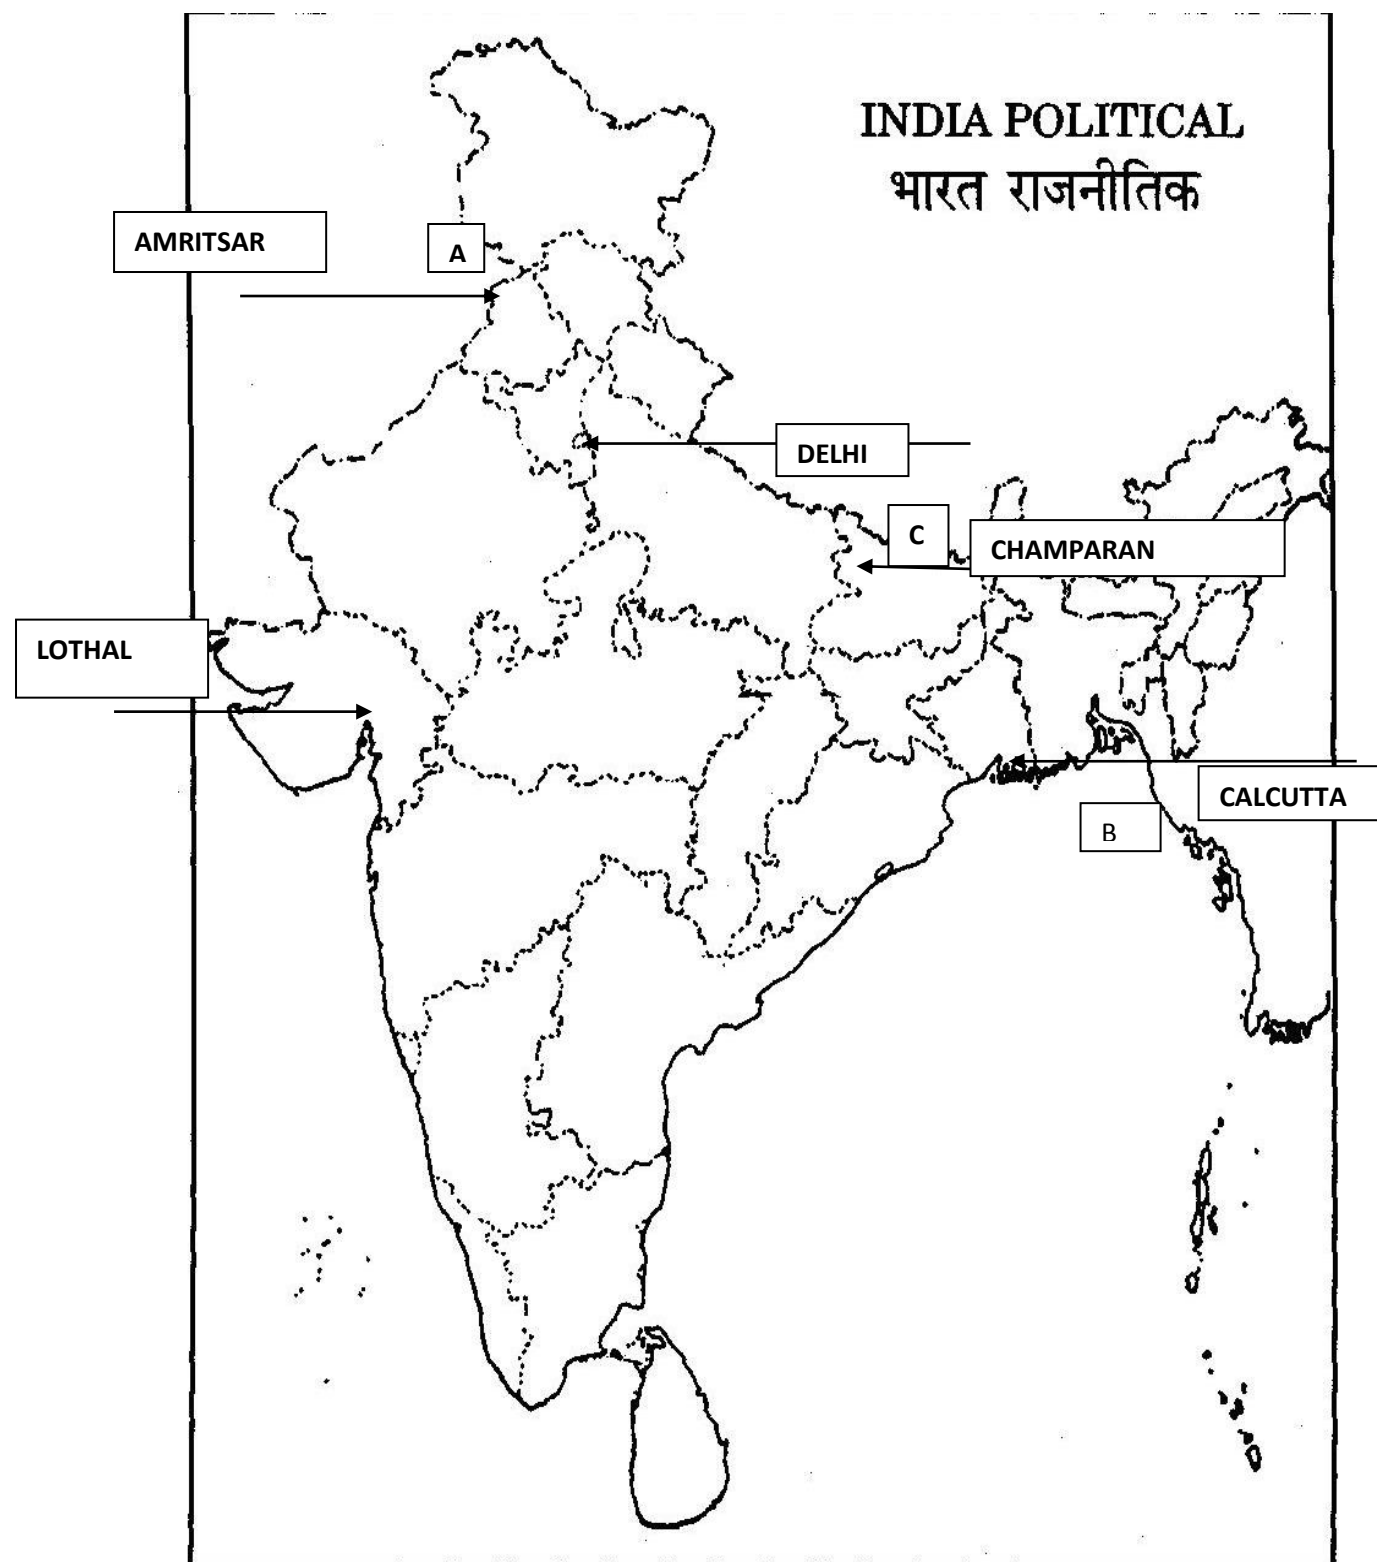 INDIA POLITICAL
भारत राजनीतिक
AMRITSAR
A
DELHI
C
CHAMPARAN
LOTHAL
CALCUTTA
B